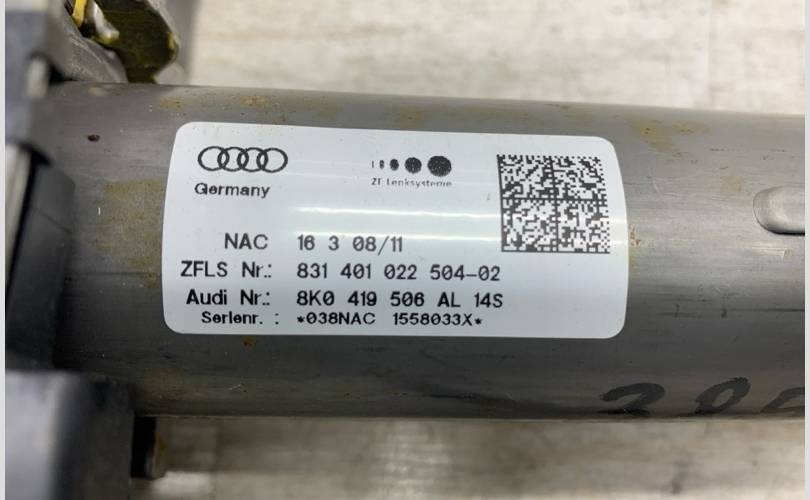 Germany
ZF Lenksysteme
NAC 16 3 08/11
ZFLS Nr.: 831 401 022 504-02
Audi Nr.: 8K0 419 506 AL 14S
Serienr. : *038NAC 1558033X*